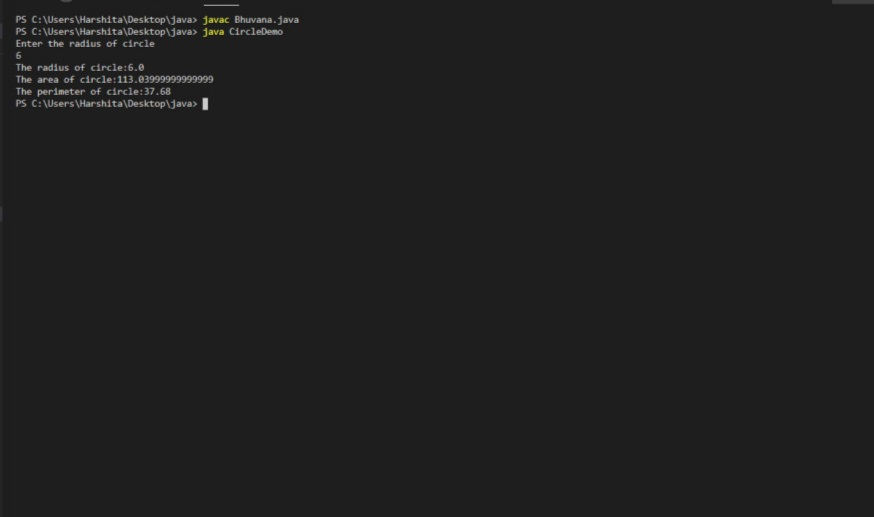 PS C:\Users\Harshita\Desktop\java> javac Bhuvana.java
PS C:\Users\Harshita\Desktop\java> java CircleDemo
Enter the radius of circle
6
The radius of circle:6.0
The area of circle:113.03999999999999
The perimeter of circle:37.68
PS C:\Users\Harshita\Desktop\java>